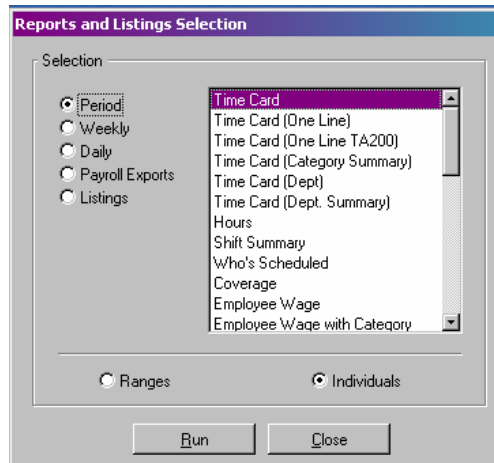 Reports and Listings Selection
Selection
Period
Weekly
Daily
Payroll Exports
Listings
Time Card
Time Card (One Line)
Time Card (One Line TA200)
Time Card (Category Summary)
Time Card (Dept)
Time Card (Dept. Summary)
Hours
Shift Summary
Who's Scheduled
Coverage
Employee Wage
Employee Wage with Category
Ranges
Individuals
Run
Close